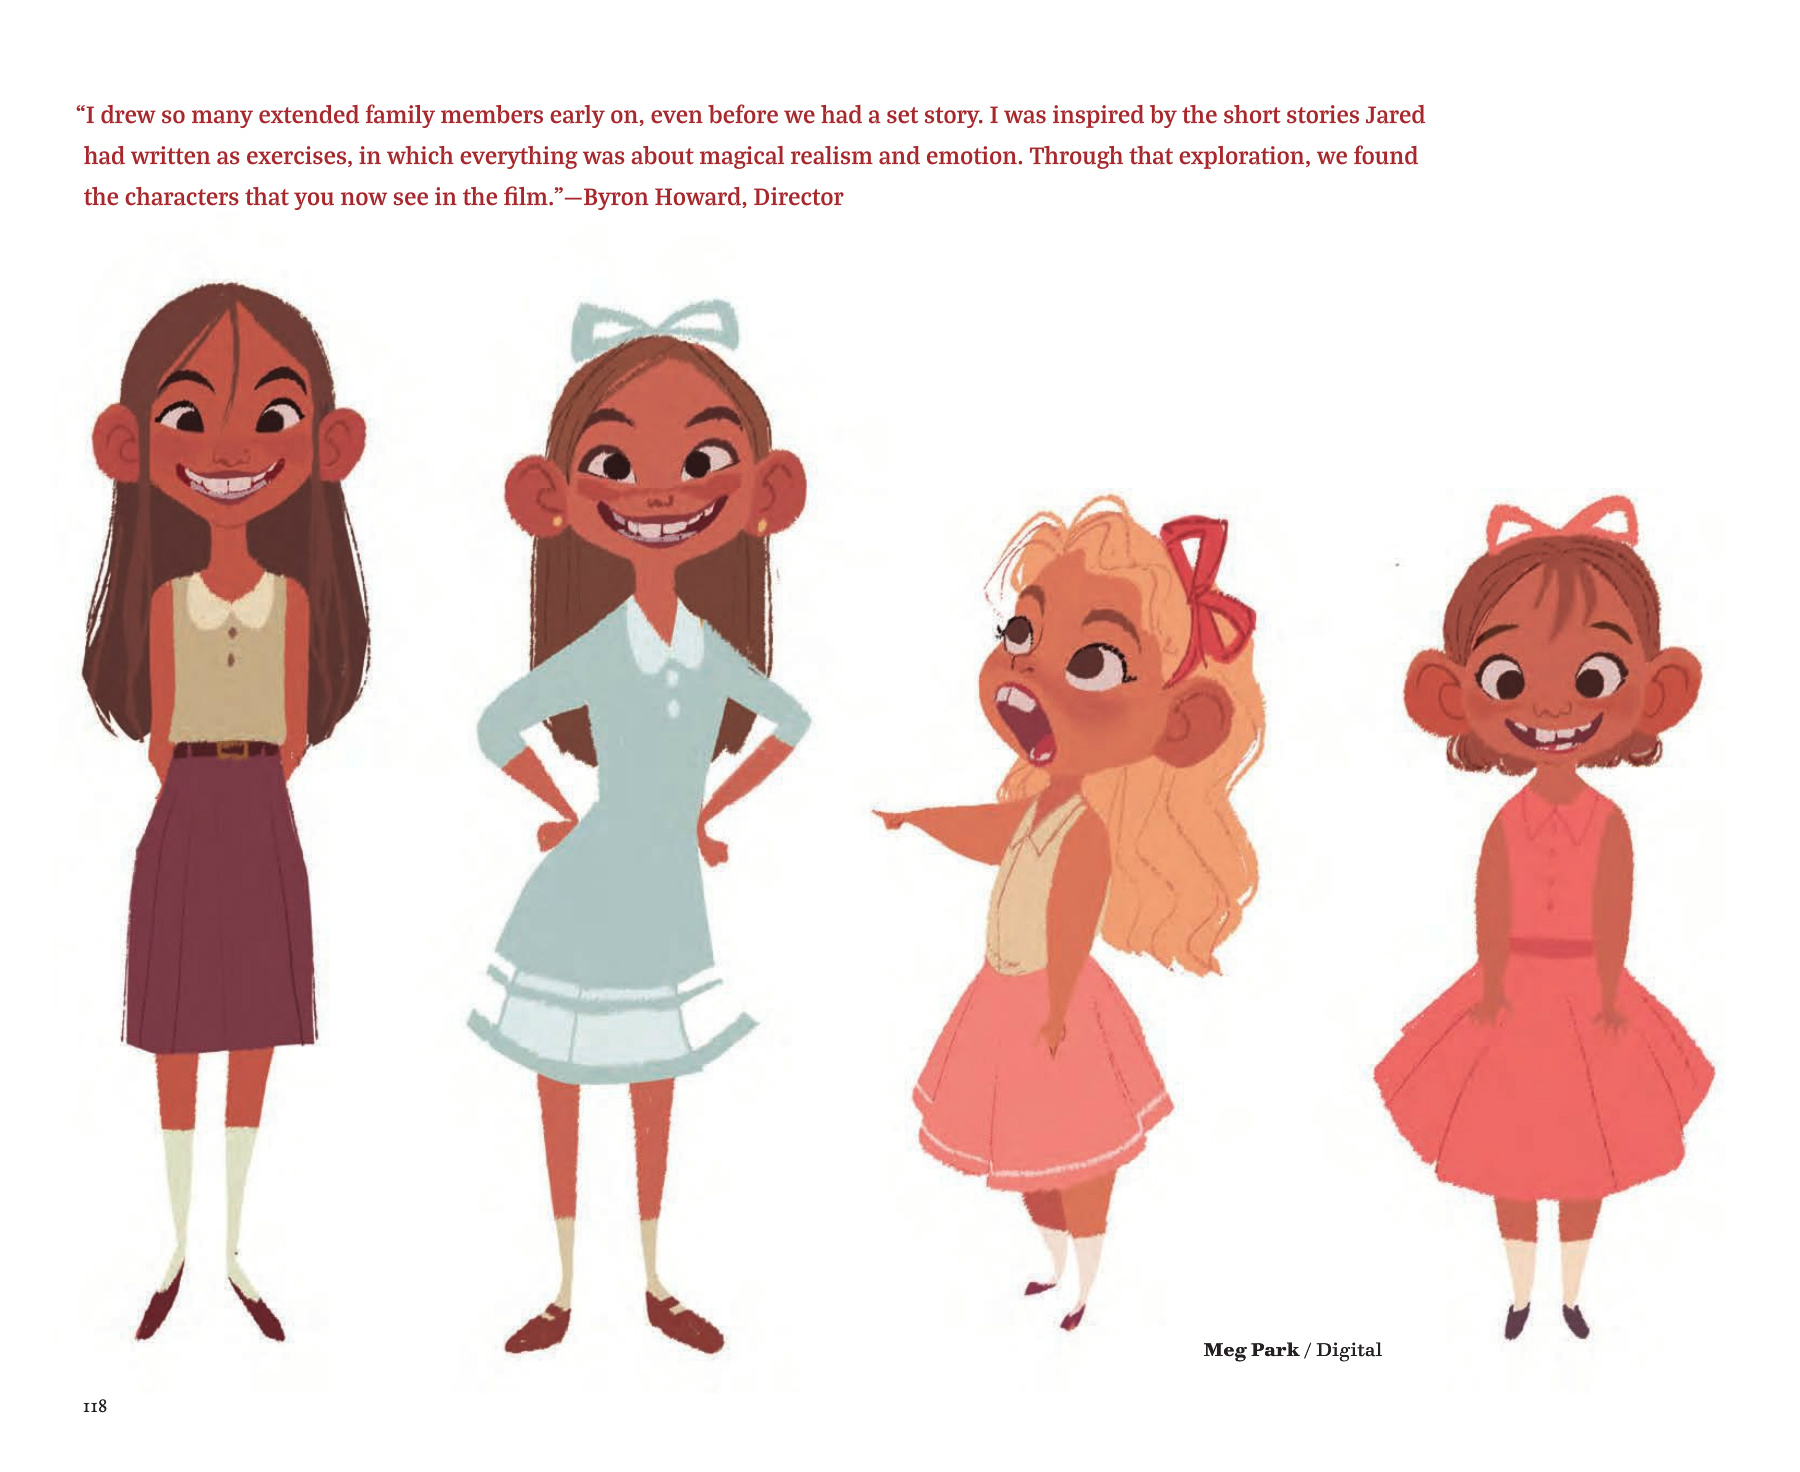 “I drew so many extended family members early on, even before we had a set story. I was inspired by the short stories Jared
had written as exercises, in which everything was about magical realism and emotion. Through that exploration, we found
the characters that you now see in the film.”—Byron Howard, Director
Meg Park / Digital
118